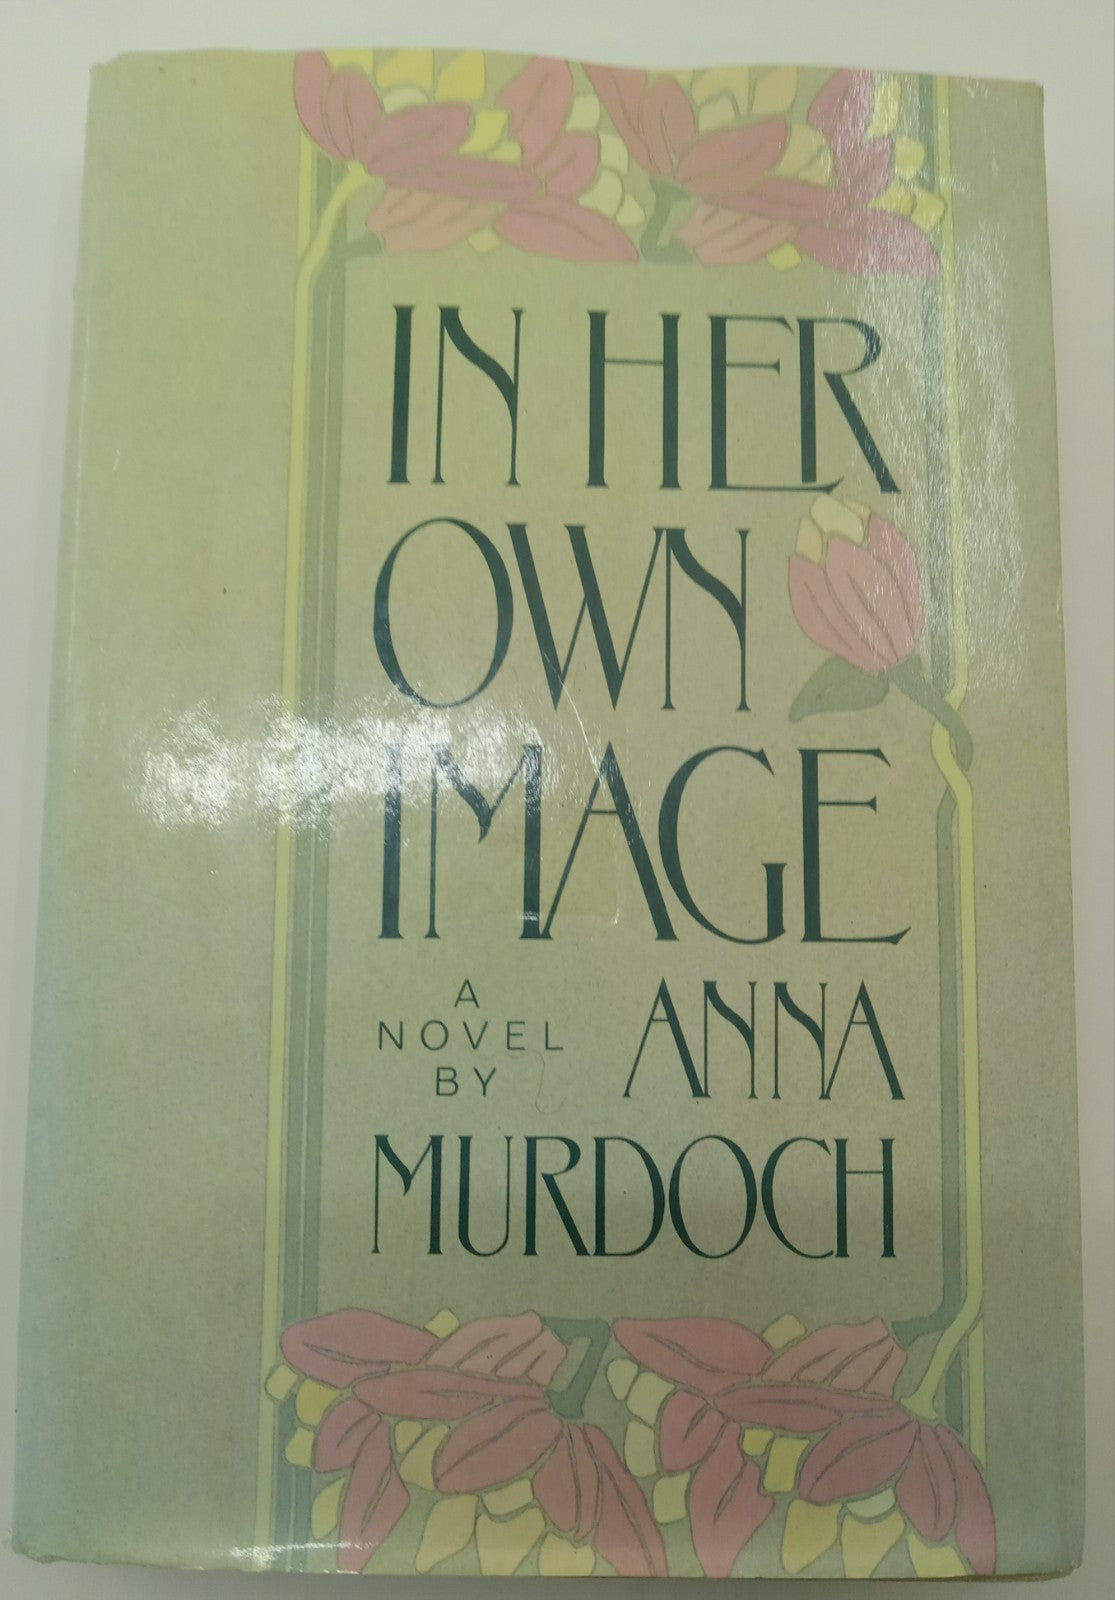 IN HER
OWN
IMAGE
A
NOVEL
BY
ANNA
MURDOCH